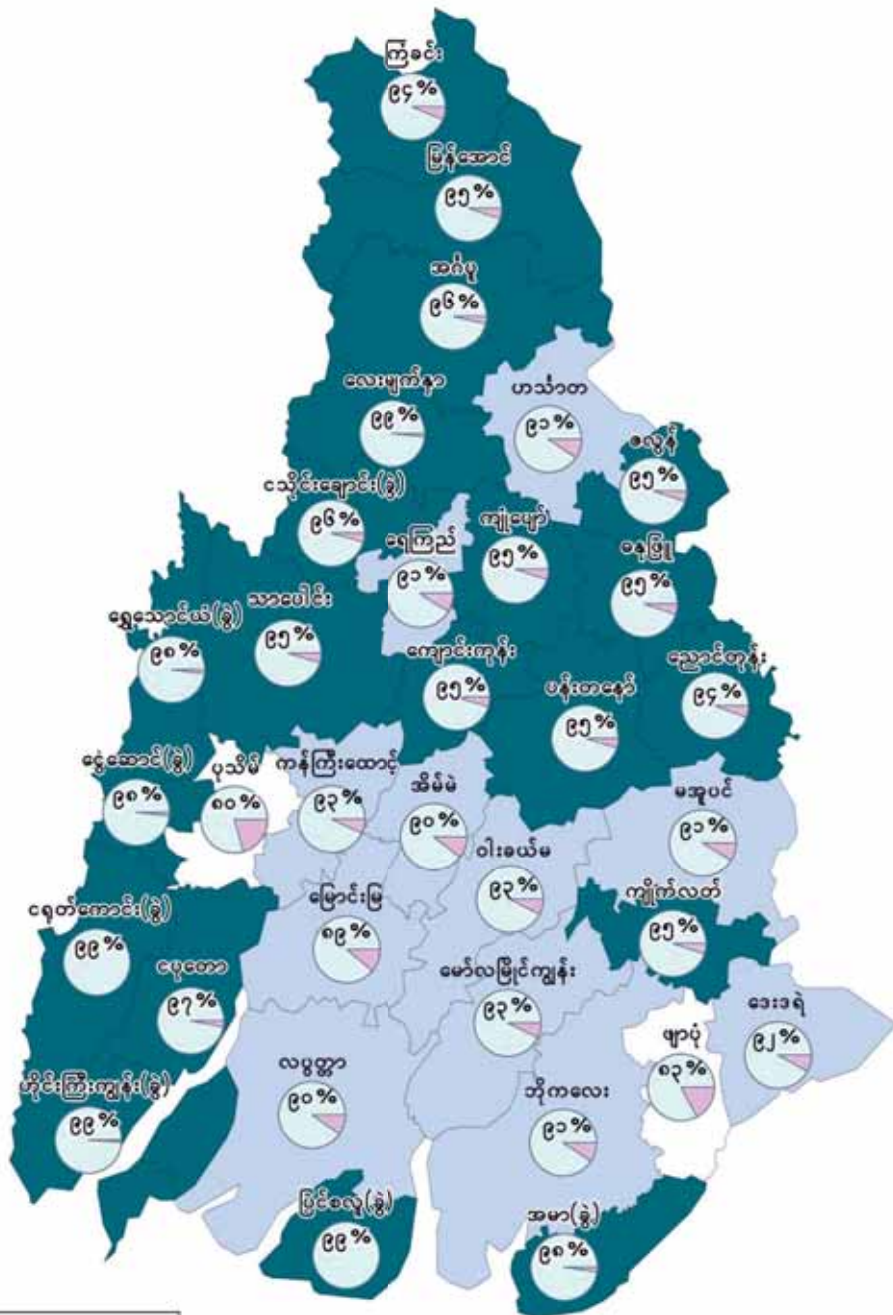 ကြံခင်း
၉၄%
မြန်အောင်
၉၅%
အင်္ဂပူ
၉၆%
လေးမျက်နှာ
၉၉%
ဟင်္သာတ
၉၁%
ဇလွန်
၉၅%
ငသိုင်းချောင်း(ခွဲ)
၉၆%
ရေကြည်
၉၁%
ကျုံပျော်
၉၅%
ဓနုဖြူ
၉၅%
ရွှေသောင်ယံ(ခွဲ)
၉၈%
သာပေါင်း
၉၅%
ကျောင်းကုန်း
၉၅%
ပန်းတနော်
၉၅%
ညောင်တုန်း
၉၄%
ငွေဆောင်(ခွဲ)
၉၈%
ပုသိမ်
၈၀%
ကန်ကြီးထောင့်
၉၃%
အိမ်မဲ
၉၀%
ဝါးခယ်မ
၉၃%
မအူပင်
၉၁%
ငရုတ်ကောင်း(ခွဲ)
၉၉%
မြောင်းမြ
၈၉%
ကျိုက်လတ်
၉၅%
ငပုတော
၉၇%
မော်လမြိုင်ကျွန်း
၉၃%
ဖျာပုံ
၈၃%
ဒေးဒရဲ
၉၂%
ဟိုင်းကြီးကျွန်း(ခွဲ)
၉၉%
လပွတ္တာ
၉၀%
ဘိုကလေး
၉၁%
ပြင်စလူ(ခွဲ)
၉၉%
အမာ(ခွဲ)
၉၈%